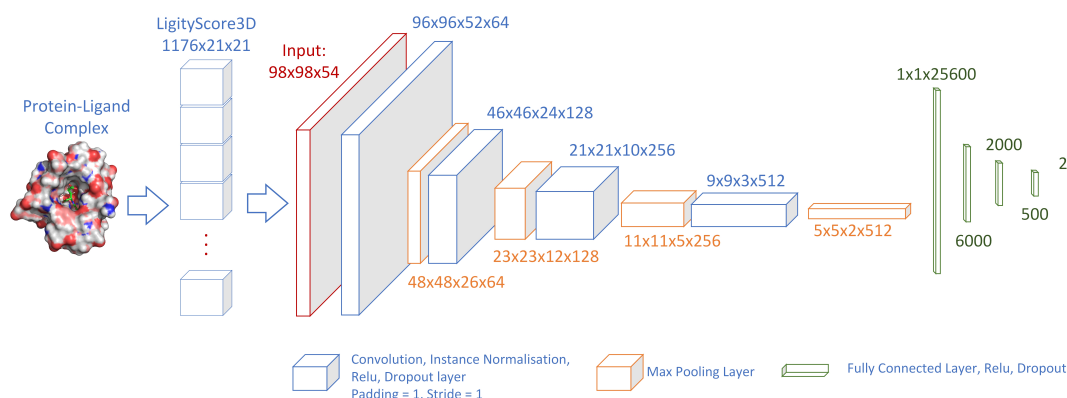 LigityScore3D
1176x21x21
Protein-Ligand
Complex
Input:
98x98x54
96x96x52x64
48x48x26x64
46x46x24x128
23x23x12x128
21x21x10x256
11x11x5x256
9x9x3x512
5x5x2x512
1x1x25600
6000
2000
500
2
Convolution, Instance Normalisation,
Relu, Dropout layer
Padding = 1, Stride = 1
Max Pooling Layer
Fully Connected Layer, Relu, Dropout